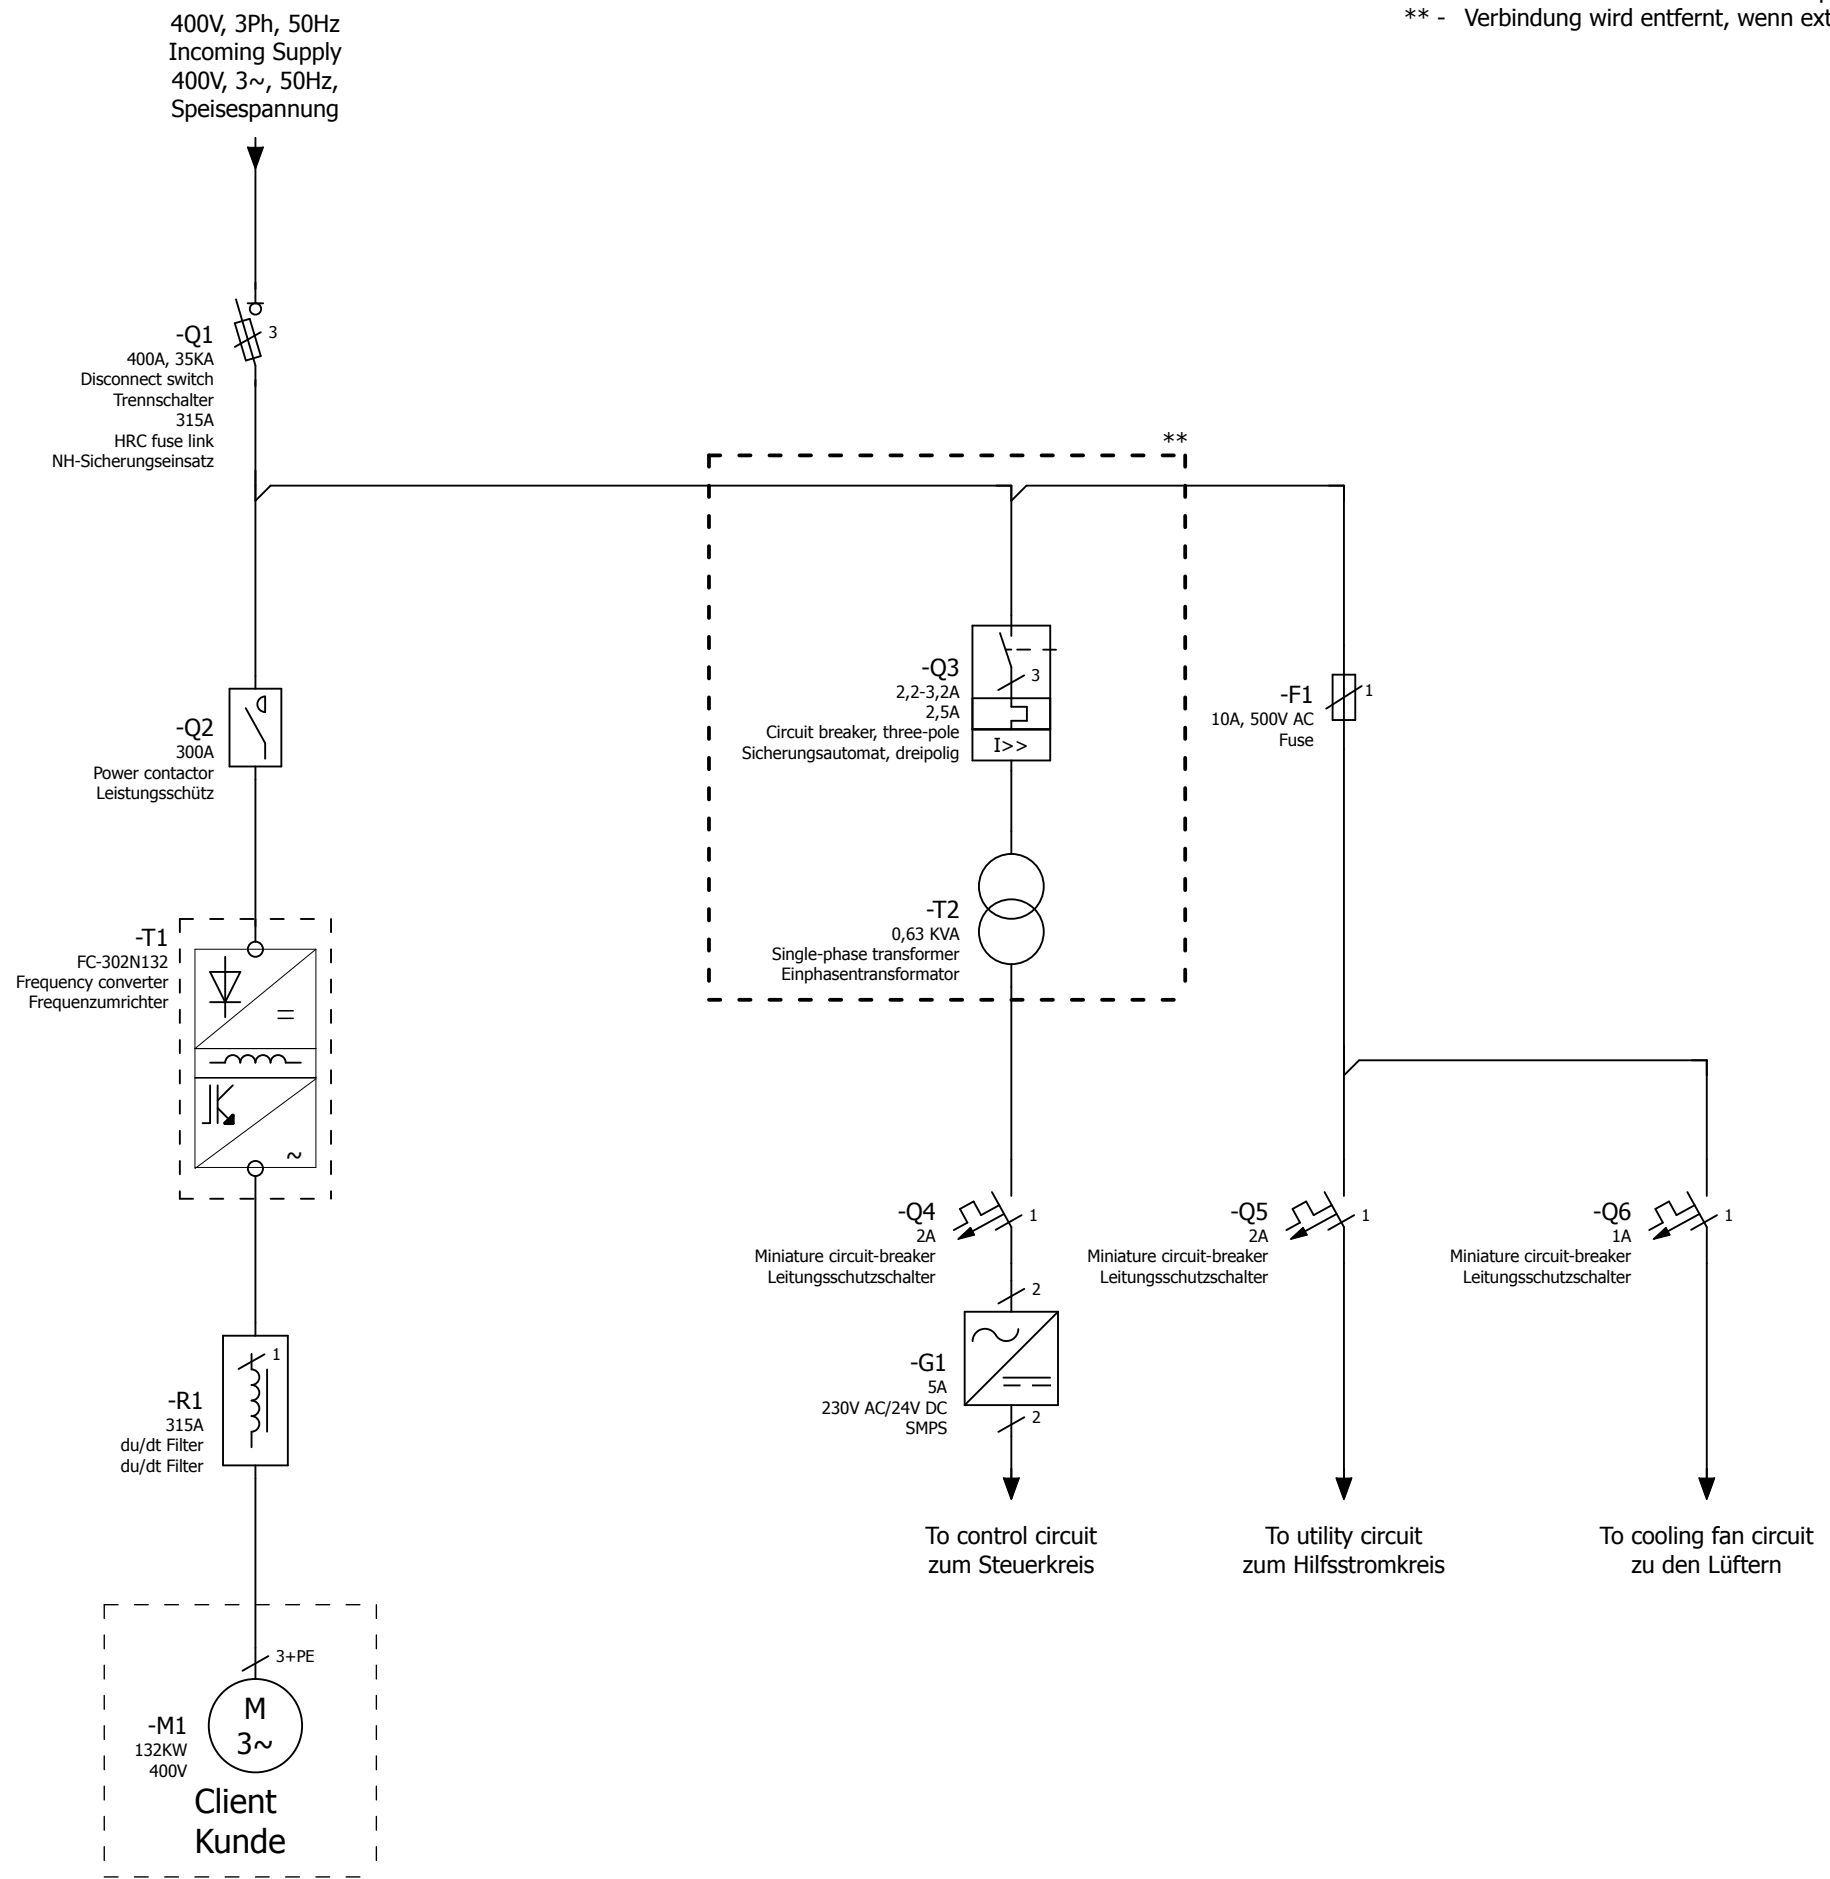 ** - Verbindung wird entfernt, wenn ext
400V, 3Ph, 50Hz
Incoming Supply
400V, 3~, 50Hz,
Speisespannung
-Q1
400A, 35KA
Disconnect switch
Trennschalter
315A
HRC fuse link
NH-Sicherungseinsatz
3
**
-Q2
300A
Power contactor
Leistungsschütz
-Q3
2,2-3,2A
2,5A
Circuit breaker, three-pole
Sicherungsautomat, dreipolig
3
I>>
-F1
10A, 500V AC
Fuse
1
-T1
FC-302N132
Frequency converter
Frequenzumrichter
=
~
-T2
0,63 KVA
Single-phase transformer
Einphasentransformator
-Q4
2A
Miniature circuit-breaker
Leitungsschutzschalter
1
2
-Q5
2A
Miniature circuit-breaker
Leitungsschutzschalter
1
-Q6
1A
Miniature circuit-breaker
Leitungsschutzschalter
1
-R1
315A
du/dt Filter
du/dt Filter
1
-G1
5A
230V AC/24V DC
SMPS
2
To control circuit
zum Steuerkreis
To utility circuit
zum Hilfsstromkreis
To cooling fan circuit
zu den Lüftern
3+PE
-M1
132KW
400V
M
3~
Client
Kunde